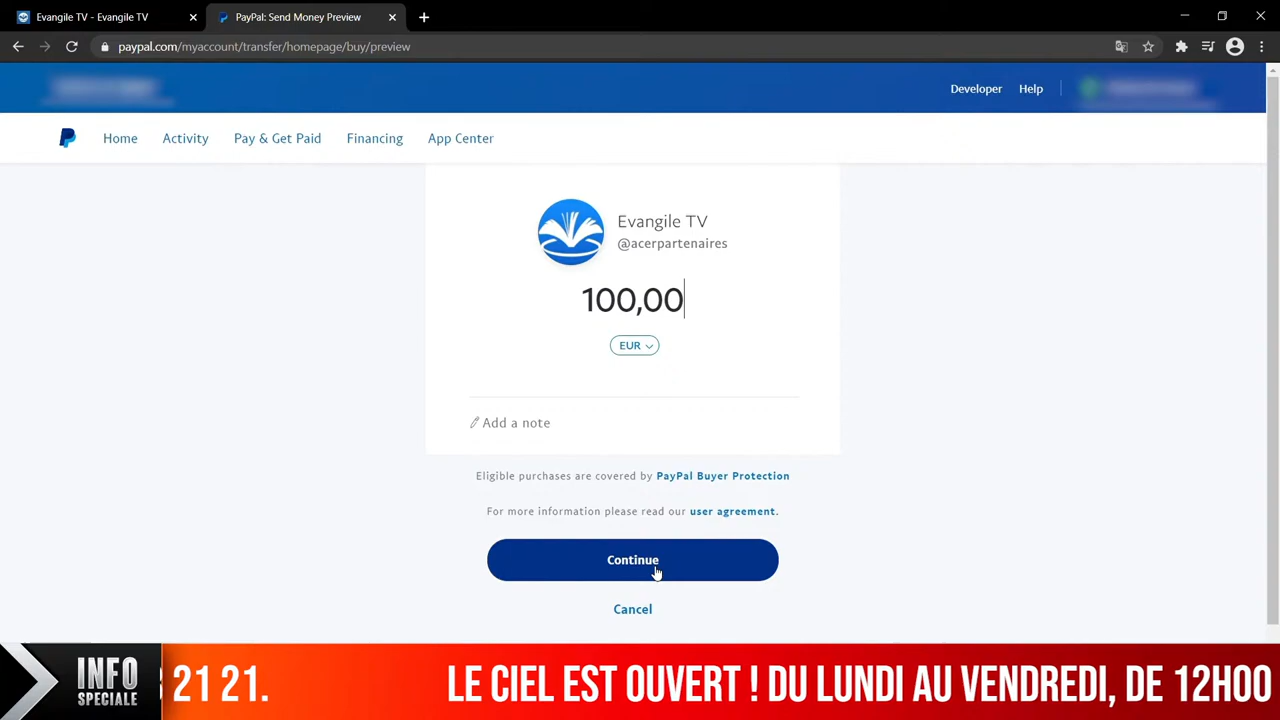 Evangile TV - Evangile TV
PayPal: Send Money Preview
paypal.com/myaccount/transfer/homepage/buy/preview
Developer Help
Home Activity Pay & Get Paid Financing App Center
Evangile TV
@acerpartenaires
100,00
EUR
Add a note
Eligible purchases are covered by PayPal Buyer Protection
For more information please read our user agreement.
Continue
Cancel
INFO
SPECIALE
21 21. LE CIEL EST OUVERT ! DU LUNDI AU VENDREDI, DE 12H00